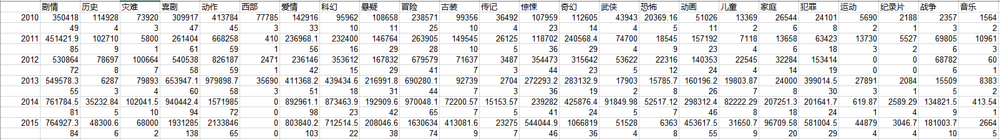 剧情 历史 灾难 喜剧 动作 西部 爱情 科幻 悬疑 冒险 古装 传记 惊悚 奇幻 武侠 恐怖 动画 儿童 家庭 犯罪 运动 纪录片 战争 音乐
2010 350418 114928 73920 309917 413784 77785 142916 95962 108658 238571 99356 36492 107959 112605 43943 20369.16 51026 13369 26544 24101 5690 2188 2357 1564
49 4 3 47 45 3 33 10 11 25 10 4 23 14 4 5 11 2 6 8 2 1 3 2
2011 451421.9 102710 5800 261404 668258 410 236968.1 232400 146764 263905 149545 26125 118702 240568.4 74700 18545 157192 7118 13658 63423 13730 5527 69805 10961
85 9 1 61 59 1 56 16 29 28 10 5 36 29 4 9 23 4 6 18 3 2 6 3
2012 530864 78697 100664 540538 826187 2471 236146 353612 167832 679579 71637 3487 354473 315642 53622 22316 140353 22545 32284 153414 0 0 68782 60
72 8 7 58 59 1 42 15 29 41 7 3 44 23 5 12 24 4 14 19 0 0 6 1
2013 549578.3 6287 79893 653947.1 979898.7 35690 411368.2 439434.6 216991.8 690280.1 92739 2704 272293.2 283132.9 17903 15785.7 160196.2 19803.87 24000 399014.5 27891 2084 15509 8383
55 3 4 60 58 3 51 18 31 44 7 3 36 19 2 8 26 7 8 30 3 1 5 2
2014 761784.5 35232.84 102041.5 940442.4 1571985 0 892961.1 873463.9 192909.6 970048.1 72200.57 15153.57 239282 425876.4 91849.98 52517.12 298312.4 82222.29 207251.3 201641.7 619.87 2589.29 134821.5 413.54
81 5 10 94 72 0 98 23 42 65 7 5 41 24 5 7 46 8 18 24 1 4 9 1
2015 764927.3 48300.6 68000 1931285 2133846 0 803840.2 712514.5 208046.6 1630634 413081.6 23275 544044.9 1066819 51528 6363 453617.5 31650.7 96709.58 581004.5 44879 3046.7 181003.7 2664
84 6 2 138 65 0 103 22 38 74 9 7 46 36 4 8 55 9 20 29 4 4 10 5